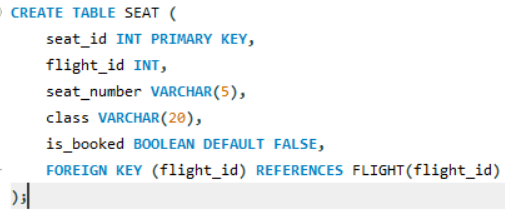 CREATE TABLE SEAT (
    seat_id INT PRIMARY KEY,
    flight_id INT,
    seat_number VARCHAR(5),
    class VARCHAR(20),
    is_booked BOOLEAN DEFAULT FALSE,
    FOREIGN KEY (flight_id) REFERENCES FLIGHT(flight_id)
);